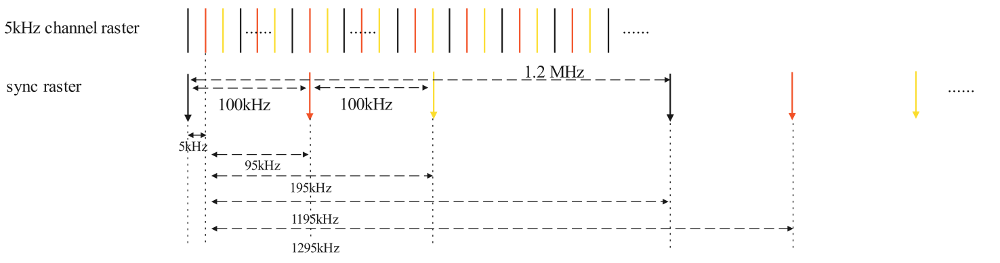 5kHz channel raster
...... ...... ......
sync raster
1.2 MHz
......
100kHz 100kHz
5kHz
95kHz
195kHz
1195kHz
1295kHz